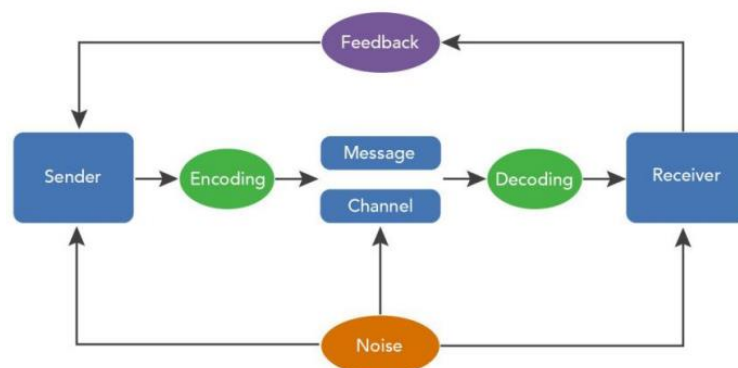 Feedback
Sender
Encoding
Message
Channel
Decoding
Receiver
Noise